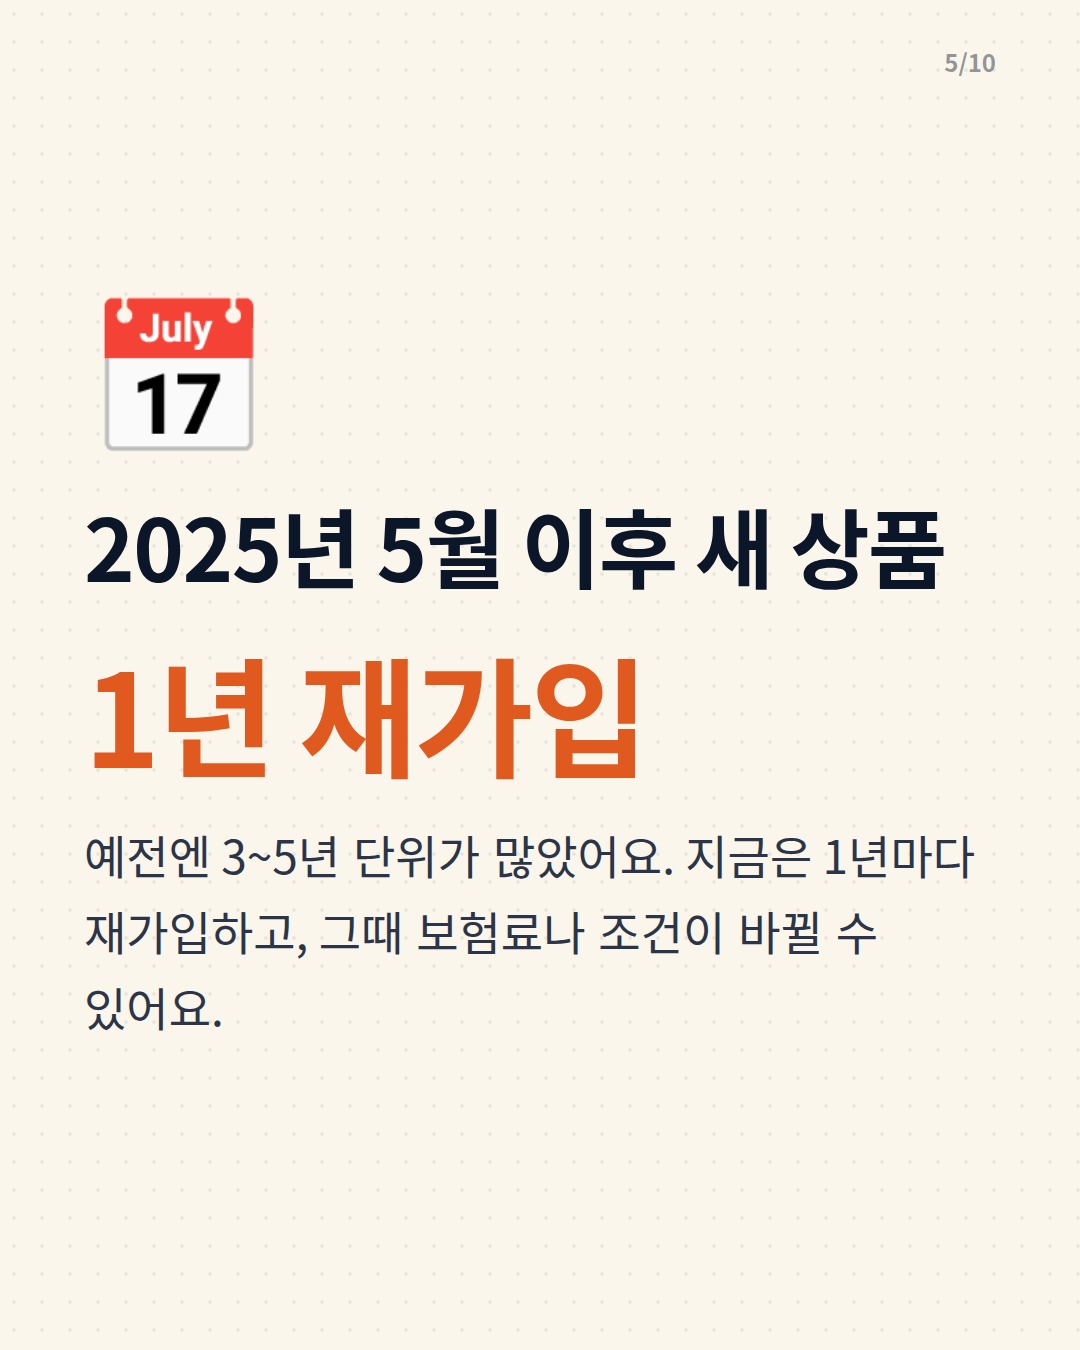 5/10
July
17
2025년 5월 이후 새 상품
1년 재가입
예전엔 3~5년 단위가 많았어요. 지금은 1년마다
재가입하고, 그때 보험료나 조건이 바뀔 수
있어요.